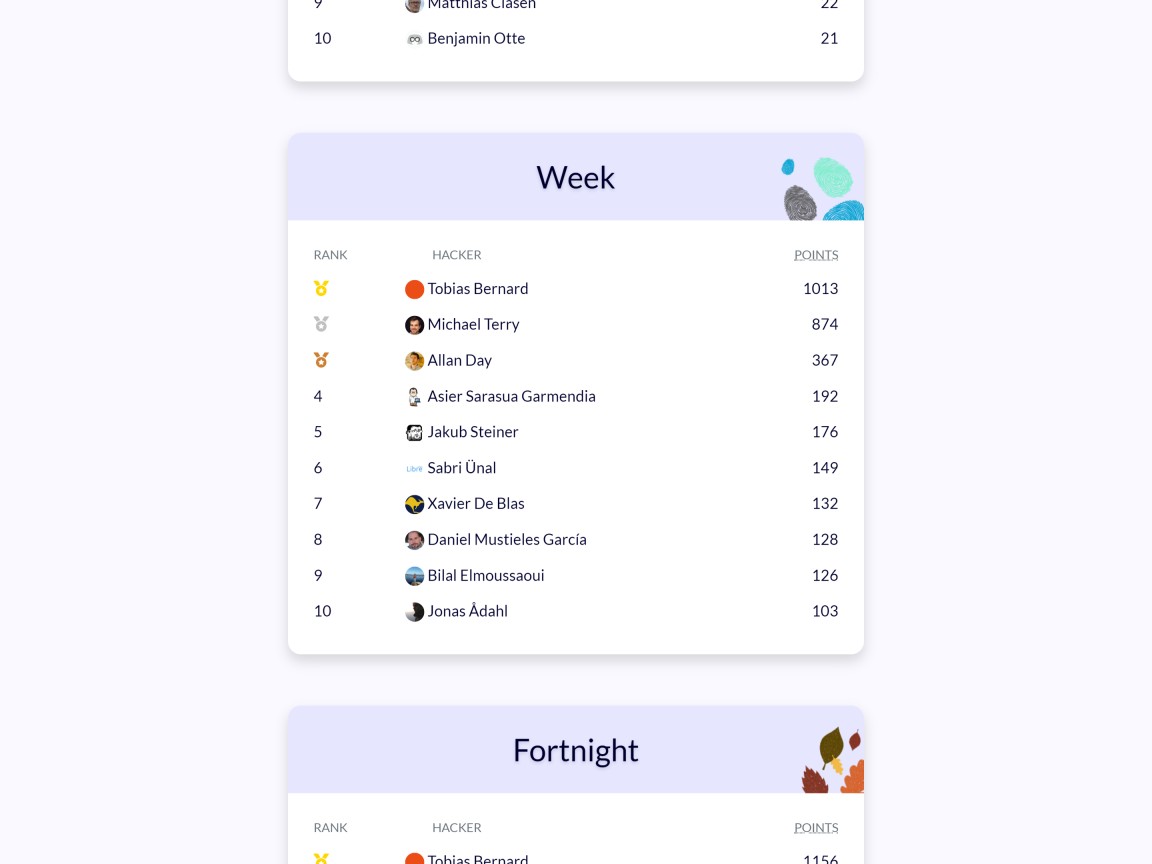 9 Matthias Clasen 22
10 Benjamin Otte 21
Week
RANK HACKER POINTS
Tobias Bernard 1013
Michael Terry 874
Allan Day 367
4 Asier Sarasua Garmendia 192
5 Jakub Steiner 176
6 Sabri Ünal 149
7 Xavier De Blas 132
8 Daniel Mustieles García 128
9 Bilal Elmoussaoui 126
10 Jonas Ådahl 103
Fortnight
RANK HACKER POINTS
Tobias Bernard 1156